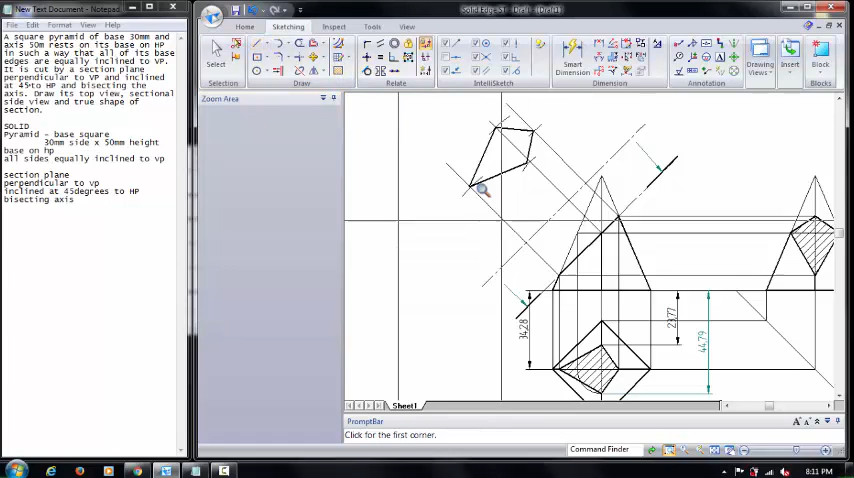 New Text Document - Notepad
File Edit Format View Help
A square pyramid of base 30mm and
axis 50m rests on its base on HP
in such a way that all of its base
edges are equally inclined to VP.
It is cut by a section plane
perpendicular to VP and inclined
at 45°to HP and bisecting the
axis. Draw its top view, sectional
side view and true shape of
section.
SOLID
Pyramid - base square
30mm side x 50mm height
base on hp
all sides equally inclined to vp
section plane
perpendicular to vp
inclined at 45degrees to HP
bisecting axis
Solid Edge ST - Draft - [Draft1]
Home Sketching Inspect Tools View
Select
Smart
Dimension
Drawing
Views
Insert
Block
Selection Draw Relate IntelliSketch Dimension Annotation Blocks
Zoom Area
34,28
23,77
44,79
Sheet1
PromptBar
Click for the first corner.
Command Finder
8:11 PM